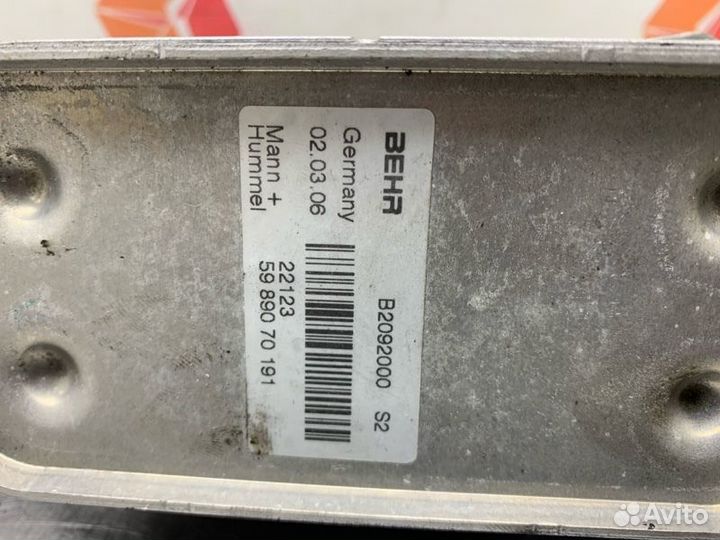 BEHR B2092000 S2
Germany
02.03.06
22123
Mann + 59 890 70 191
Hummel
Avito